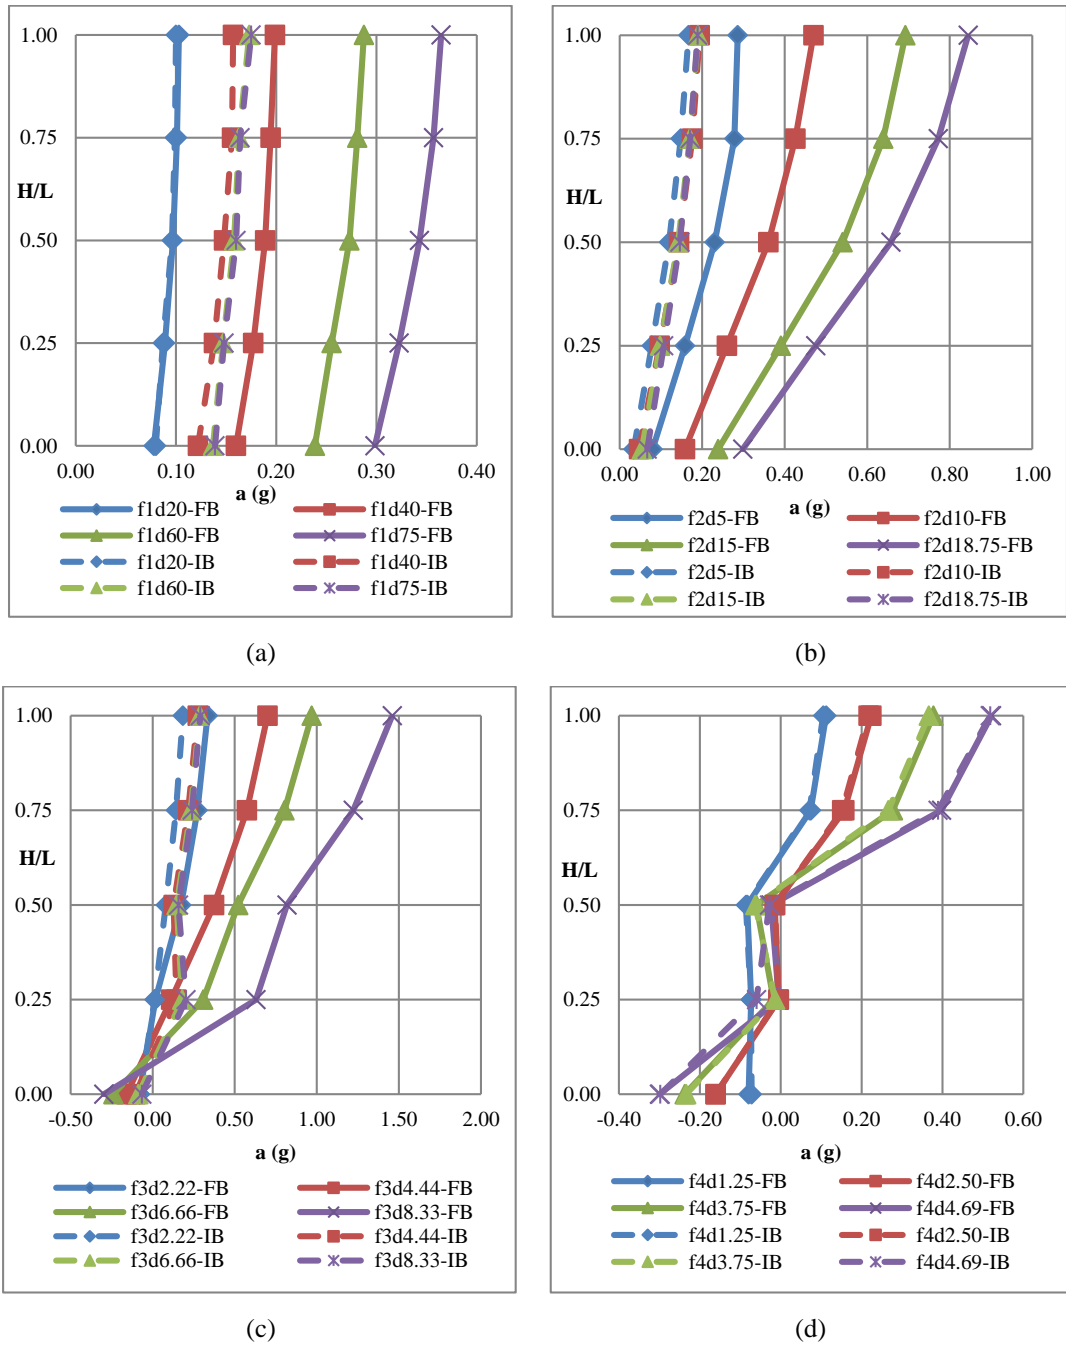 1.00
0.75
H/L
0.50
0.25
0.00
0.00 0.10 0.20 0.30 0.40
a (g)
f1d20-FB f1d40-FB
f1d60-FB f1d75-FB
f1d20-IB f1d40-IB
f1d60-IB f1d75-IB
(a)
1.00
0.75
H/L
0.50
0.25
0.00
0.00 0.20 0.40 0.60 0.80 1.00
a (g)
f2d5-FB f2d10-FB
f2d15-FB f2d18.75-FB
f2d5-IB f2d10-IB
f2d15-IB f2d18.75-IB
(b)
1.00
0.75
H/L
0.50
0.25
0.00
-0.50 0.00 0.50 1.00 1.50 2.00
a (g)
f3d2.22-FB f3d4.44-FB
f3d6.66-FB f3d8.33-FB
f3d2.22-IB f3d4.44-IB
f3d6.66-IB f3d8.33-IB
(c)
1.00
0.75
H/L
0.50
0.25
0.00
-0.40 -0.20 0.00 0.20 0.40 0.60
a (g)
f4d1.25-FB f4d2.50-FB
f4d3.75-FB f4d4.69-FB
f4d1.25-IB f4d2.50-IB
f4d3.75-IB f4d4.69-IB
(d)